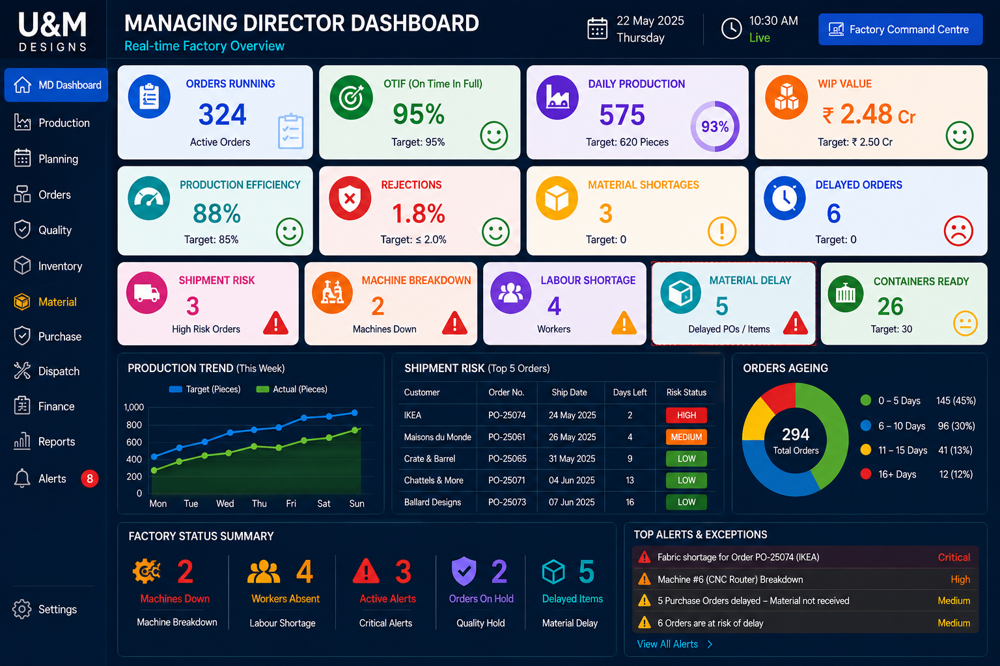 U&M
DESIGNS
MANAGING DIRECTOR DASHBOARD
Real-time Factory Overview
22 May 2025
Thursday
10:30 AM
Live
Factory Command Centre
MD Dashboard
Production
Planning
Orders
Quality
Inventory
Material
Purchase
Dispatch
Finance
Reports
Alerts 8
Settings
ORDERS RUNNING
324
Active Orders
OTIF (On Time In Full)
95%
Target: 95%
DAILY PRODUCTION
575
Target: 620 Pieces
93%
WIP VALUE
₹ 2.48 Cr
Target: ₹ 2.50 Cr
PRODUCTION EFFICIENCY
88%
Target: 85%
REJECTIONS
1.8%
Target: ≤ 2.0%
MATERIAL SHORTAGES
3
Target: 0
DELAYED ORDERS
6
Target: 0
SHIPMENT RISK
3
High Risk Orders
MACHINE BREAKDOWN
2
Machines Down
LABOUR SHORTAGE
4
Workers
MATERIAL DELAY
5
Delayed POs / Items
CONTAINERS READY
26
Target: 30
PRODUCTION TREND (This Week)
Target (Pieces) Actual (Pieces)
1,000
800
600
400
200
0
Mon Tue Wed Thu Fri Sat Sun
SHIPMENT RISK (Top 5 Orders)
Customer Order No. Ship Date Days Left Risk Status
IKEA PO-25074 24 May 2025 2 HIGH
Maisons du Monde PO-25061 26 May 2025 4 MEDIUM
Crate & Barrel PO-25065 31 May 2025 9 LOW
Chattels & More PO-25071 04 Jun 2025 13 LOW
Ballard Designs PO-25073 07 Jun 2025 16 LOW
ORDERS AGEING
294
Total Orders
0 – 5 Days 145 (45%)
6 – 10 Days 96 (30%)
11 – 15 Days 41 (13%)
16+ Days 12 (12%)
FACTORY STATUS SUMMARY
2
Machines Down
Machine Breakdown
4
Workers Absent
Labour Shortage
3
Active Alerts
Critical Alerts
2
Orders On Hold
Quality Hold
5
Delayed Items
Material Delay
TOP ALERTS & EXCEPTIONS
Fabric shortage for Order PO-25074 (IKEA) Critical
Machine #6 (CNC Router) Breakdown High
5 Purchase Orders delayed – Material not received Medium
6 Orders are at risk of delay Medium
View All Alerts >